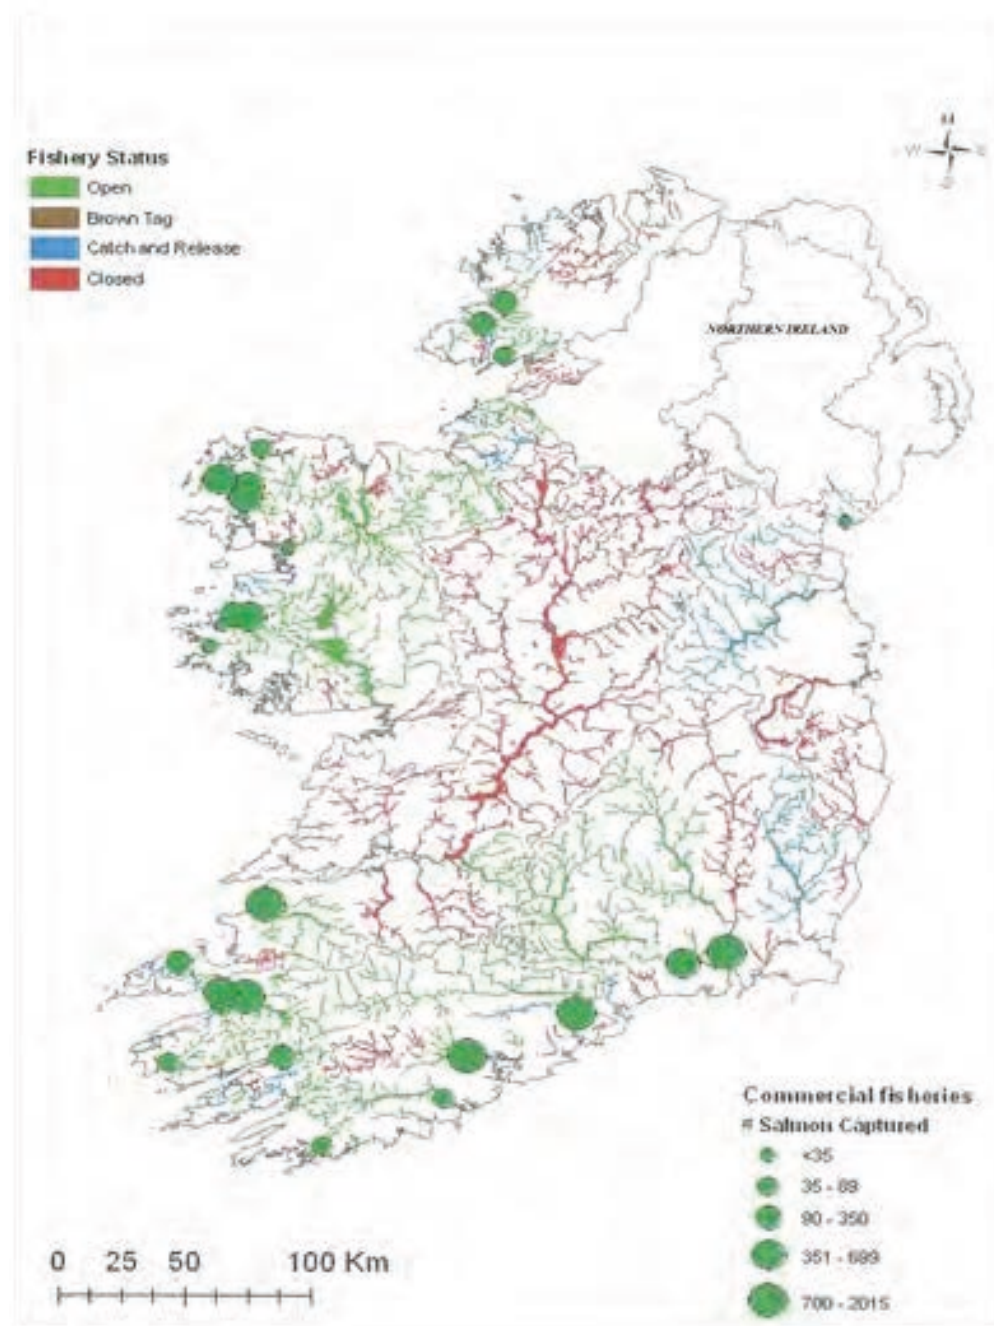 N
W
E
S
Fishery Status
Open
Brown Tag
Catch and Release
Closed
NORTHERN IRELAND
Commercial fisheries
# Salmon Captured
<35
35 - 89
90 - 350
351 - 689
700 - 2015
0 25 50 100 Km